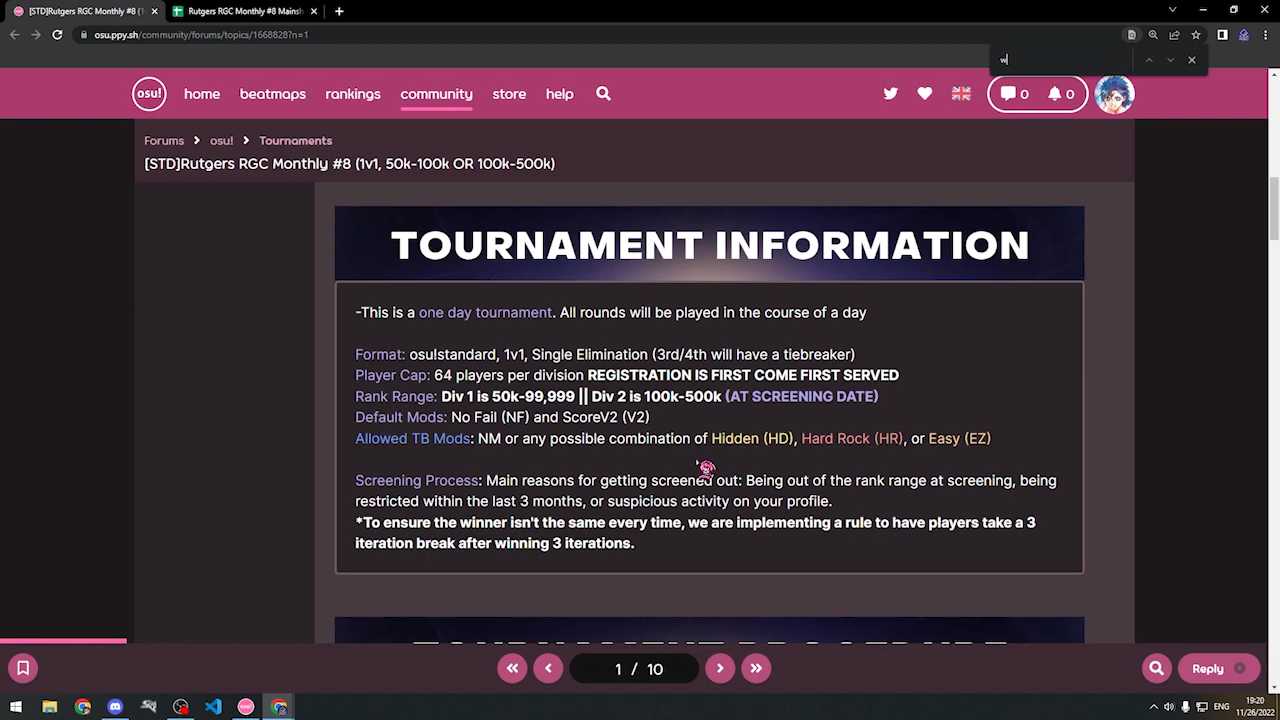 [STD]Rutgers RGC Monthly #8 (1
Rutgers RGC Monthly #8 Mainsh
osu.ppy.sh/community/forums/topics/1668828?n=1
w
osu!
home
beatmaps
rankings
community
store
help
0
0
Forums > osu! > Tournaments
[STD]Rutgers RGC Monthly #8 (1v1, 50k-100k OR 100k-500k)
TOURNAMENT INFORMATION
-This is a one day tournament. All rounds will be played in the course of a day
Format: osu!standard, 1v1, Single Elimination (3rd/4th will have a tiebreaker)
Player Cap: 64 players per division REGISTRATION IS FIRST COME FIRST SERVED
Rank Range: Div 1 is 50k-99,999 || Div 2 is 100k-500k (AT SCREENING DATE)
Default Mods: No Fail (NF) and ScoreV2 (V2)
Allowed TB Mods: NM or any possible combination of Hidden (HD), Hard Rock (HR), or Easy (EZ)
Screening Process: Main reasons for getting screened out: Being out of the rank range at screening, being
restricted within the last 3 months, or suspicious activity on your profile.
*To ensure the winner isn't the same every time, we are implementing a rule to have players take a 3
iteration break after winning 3 iterations.
1 / 10
Reply
ENG
19:20
11/26/2022